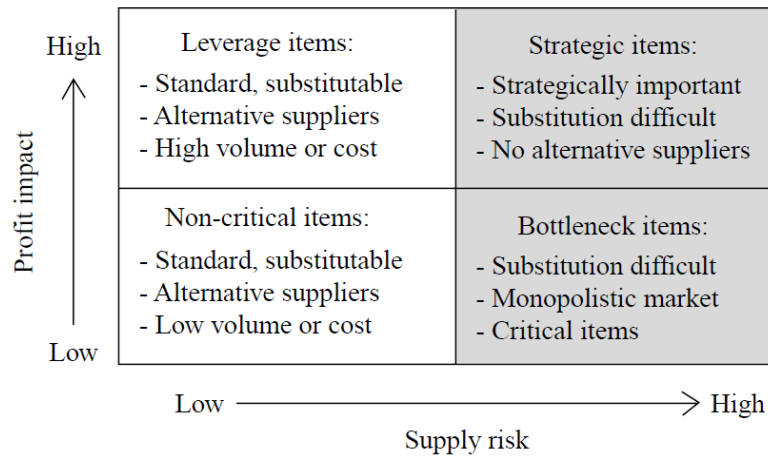 High
Profit impact
Low
Leverage items:
- Standard, substitutable
- Alternative suppliers
- High volume or cost
Strategic items:
- Strategically important
- Substitution difficult
- No alternative suppliers
Non-critical items:
- Standard, substitutable
- Alternative suppliers
- Low volume or cost
Bottleneck items:
- Substitution difficult
- Monopolistic market
- Critical items
Low
High
Supply risk